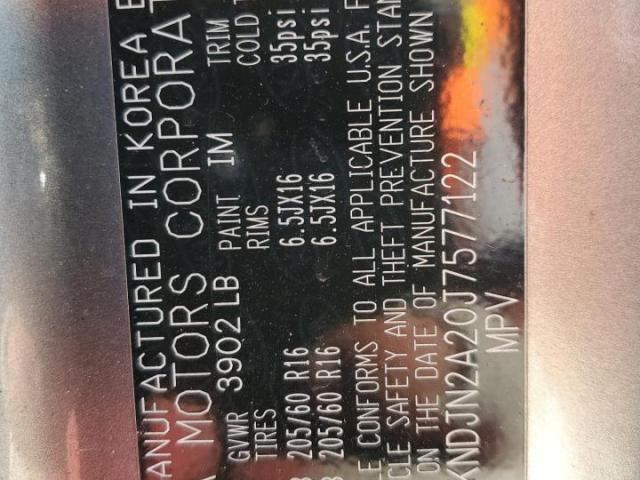 ANUFACTURED IN KOREA B
A MOTORS CORPORAT
GVWR PAINT TRIM
3902 LB IM
TIRES RIMS COLD T
205/60 R16 6.5JX16 35psi
205/60 R16 6.5JX16 35psi
LE CONFORMS TO ALL APPLICABLE U.S.A. F
CLE SAFETY AND THEFT PREVENTION STAN
ON THE DATE OF MANUFACTURE SHOWN
KNDJN2A20J7577122
MPV